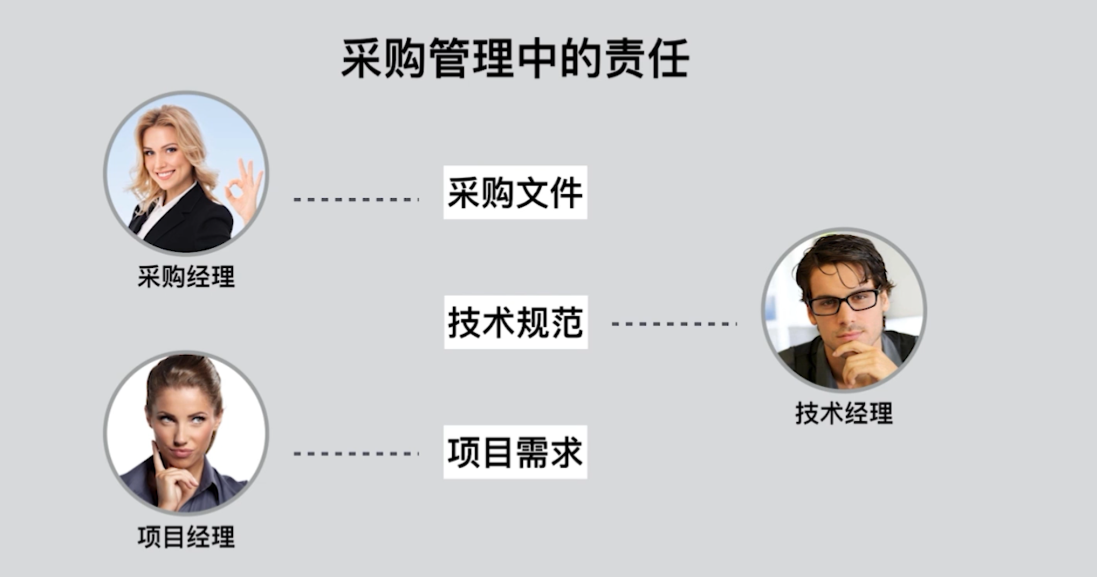 采购管理中的责任
采购文件
采购经理
技术规范
技术经理
项目需求
项目经理